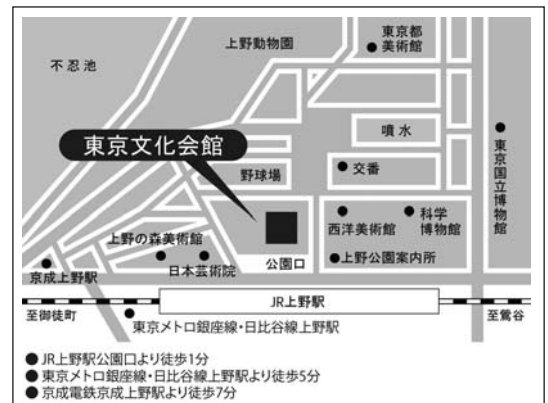 東京都
美術館
上野動物園
不忍池
噴水
東京文化会館
交番
野球場
東京国立博物館
上野の森美術館
西洋美術館
科学
博物館
日本芸術院
公園口
上野公園案内所
京成上野駅
JR上野駅
至御徒町
至鶯谷
東京メトロ銀座線・日比谷線上野駅
● JR上野駅公園口より徒歩1分
● 東京メトロ銀座線・日比谷線上野駅より徒歩5分
● 京成電鉄京成上野駅より徒歩7分